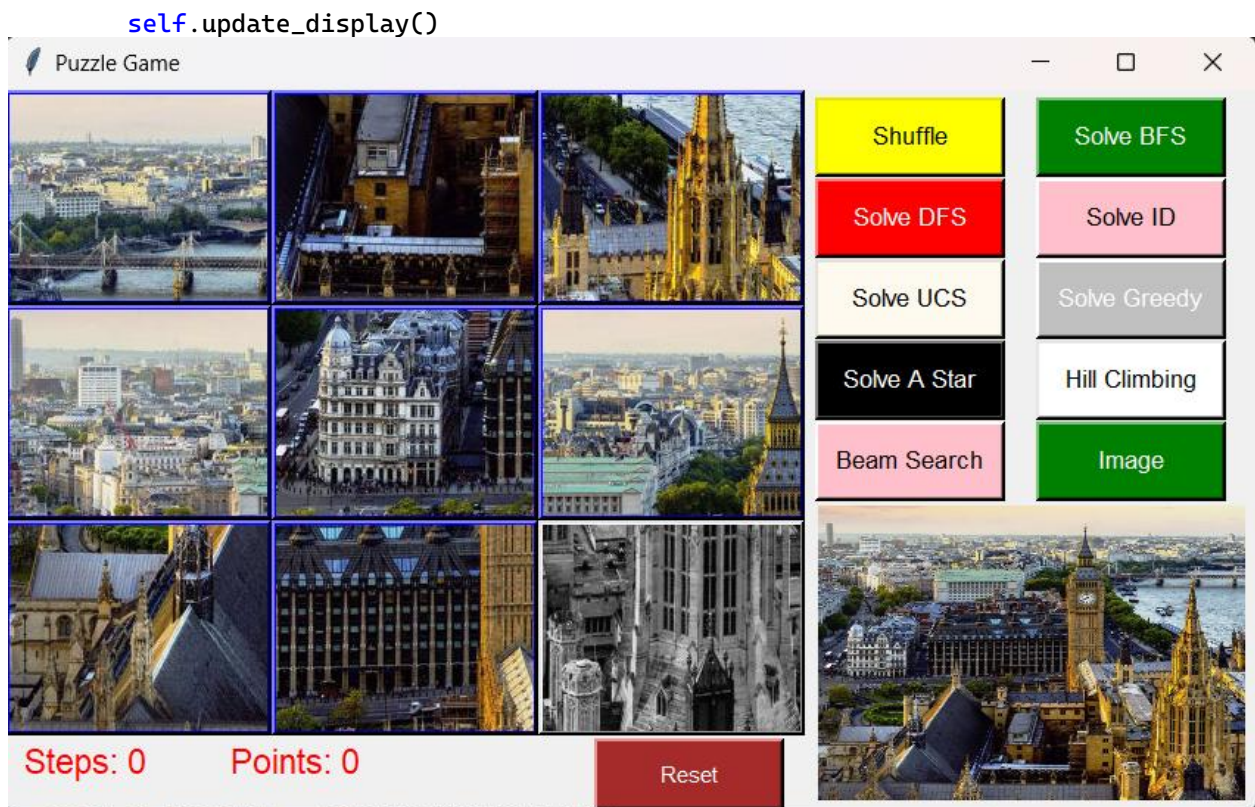 self.update_display()
Puzzle Game
Shuffle
Solve BFS
Solve DFS
Solve ID
Solve UCS
Solve Greedy
Solve A Star
Hill Climbing
Beam Search
Image
Steps: 0
Points: 0
Reset